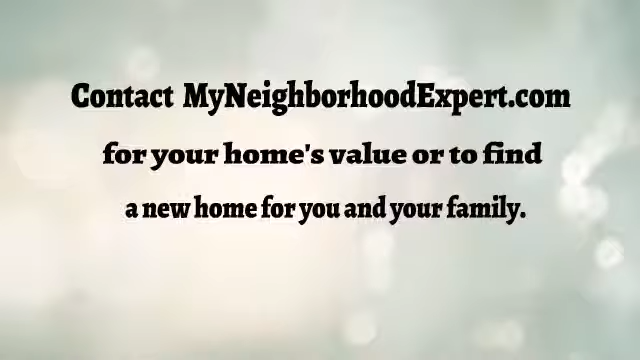 Contact MyNeighborhoodExpert.com
for your home's value or to find
a new home for you and your family.